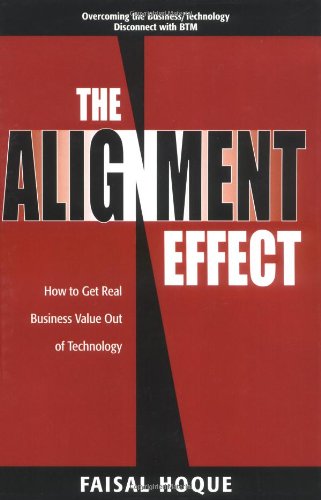 Overcoming the Business/Technology
Disconnect with BTM
THE
ALIGNMENT
EFFECT
How to Get Real
Business Value Out
of Technology
FAISAL HOQUE